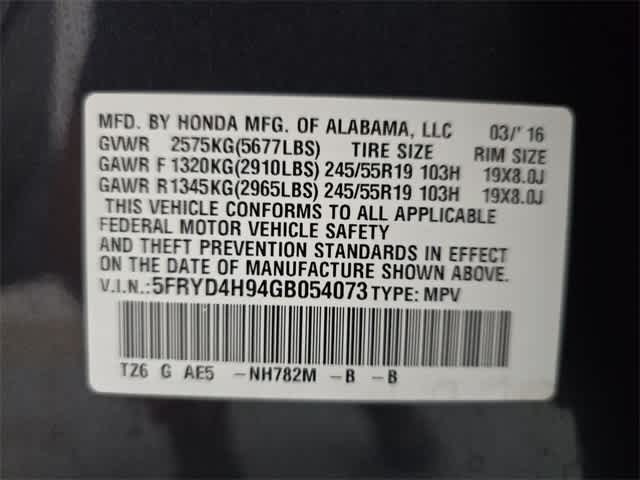 MFD. BY HONDA MFG. OF ALABAMA, LLC 03/'16
GVWR 2575KG(5677LBS) TIRE SIZE RIM SIZE
GAWR F 1320KG(2910LBS) 245/55R19 103H 19X8.0J
GAWR R1345KG(2965LBS) 245/55R19 103H 19X8.0J
THIS VEHICLE CONFORMS TO ALL APPLICABLE
FEDERAL MOTOR VEHICLE SAFETY
AND THEFT PREVENTION STANDARDS IN EFFECT
ON THE DATE OF MANUFACTURE SHOWN ABOVE.
V.I.N.:5FRYD4H94GB054073 TYPE: MPV
TZ6 G AE5 -NH782M -B -B